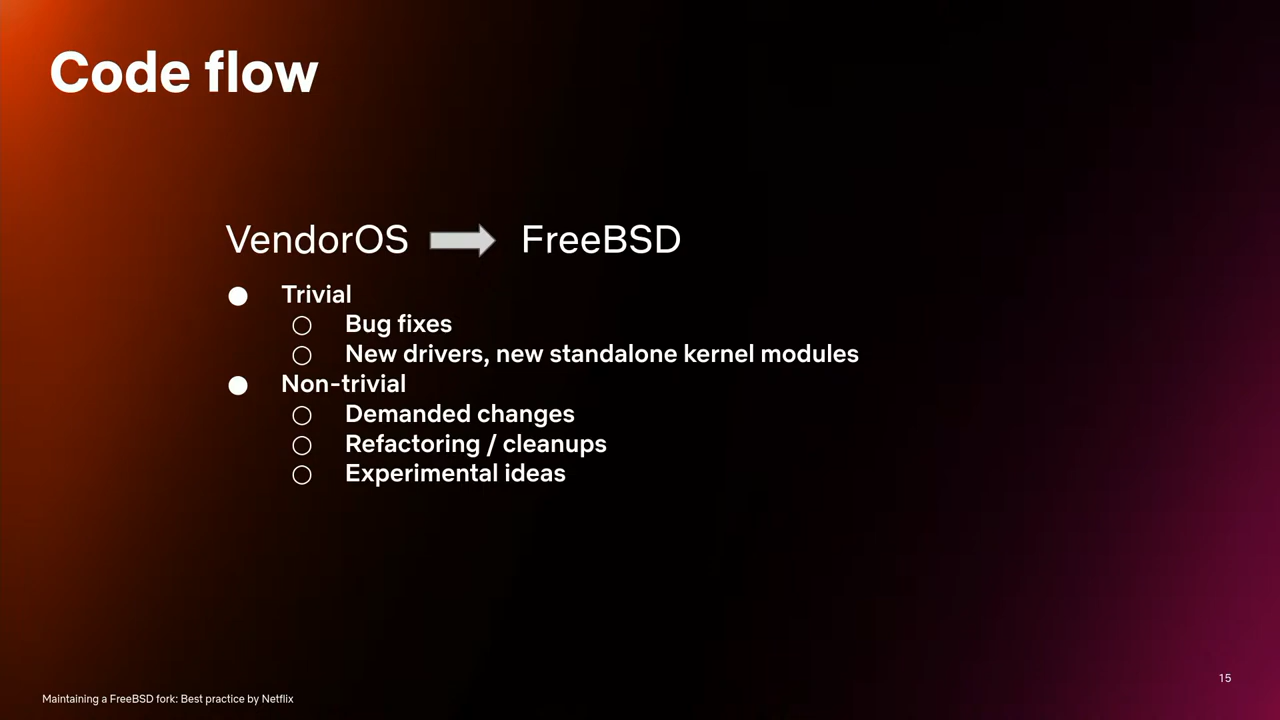 Code flow
VendorOS FreeBSD
● Trivial
○ Bug fixes
○ New drivers, new standalone kernel modules
● Non-trivial
○ Demanded changes
○ Refactoring / cleanups
○ Experimental ideas
15
Maintaining a FreeBSD fork: Best practice by Netflix